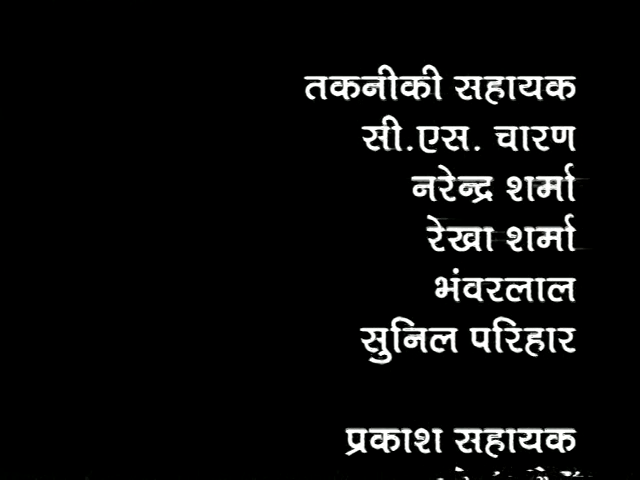 तकनीकी सहायक
सी.एस. चारण
नरेन्द्र शर्मा
रेखा शर्मा
भंवरलाल
सुनिल परिहार
प्रकाश सहायक